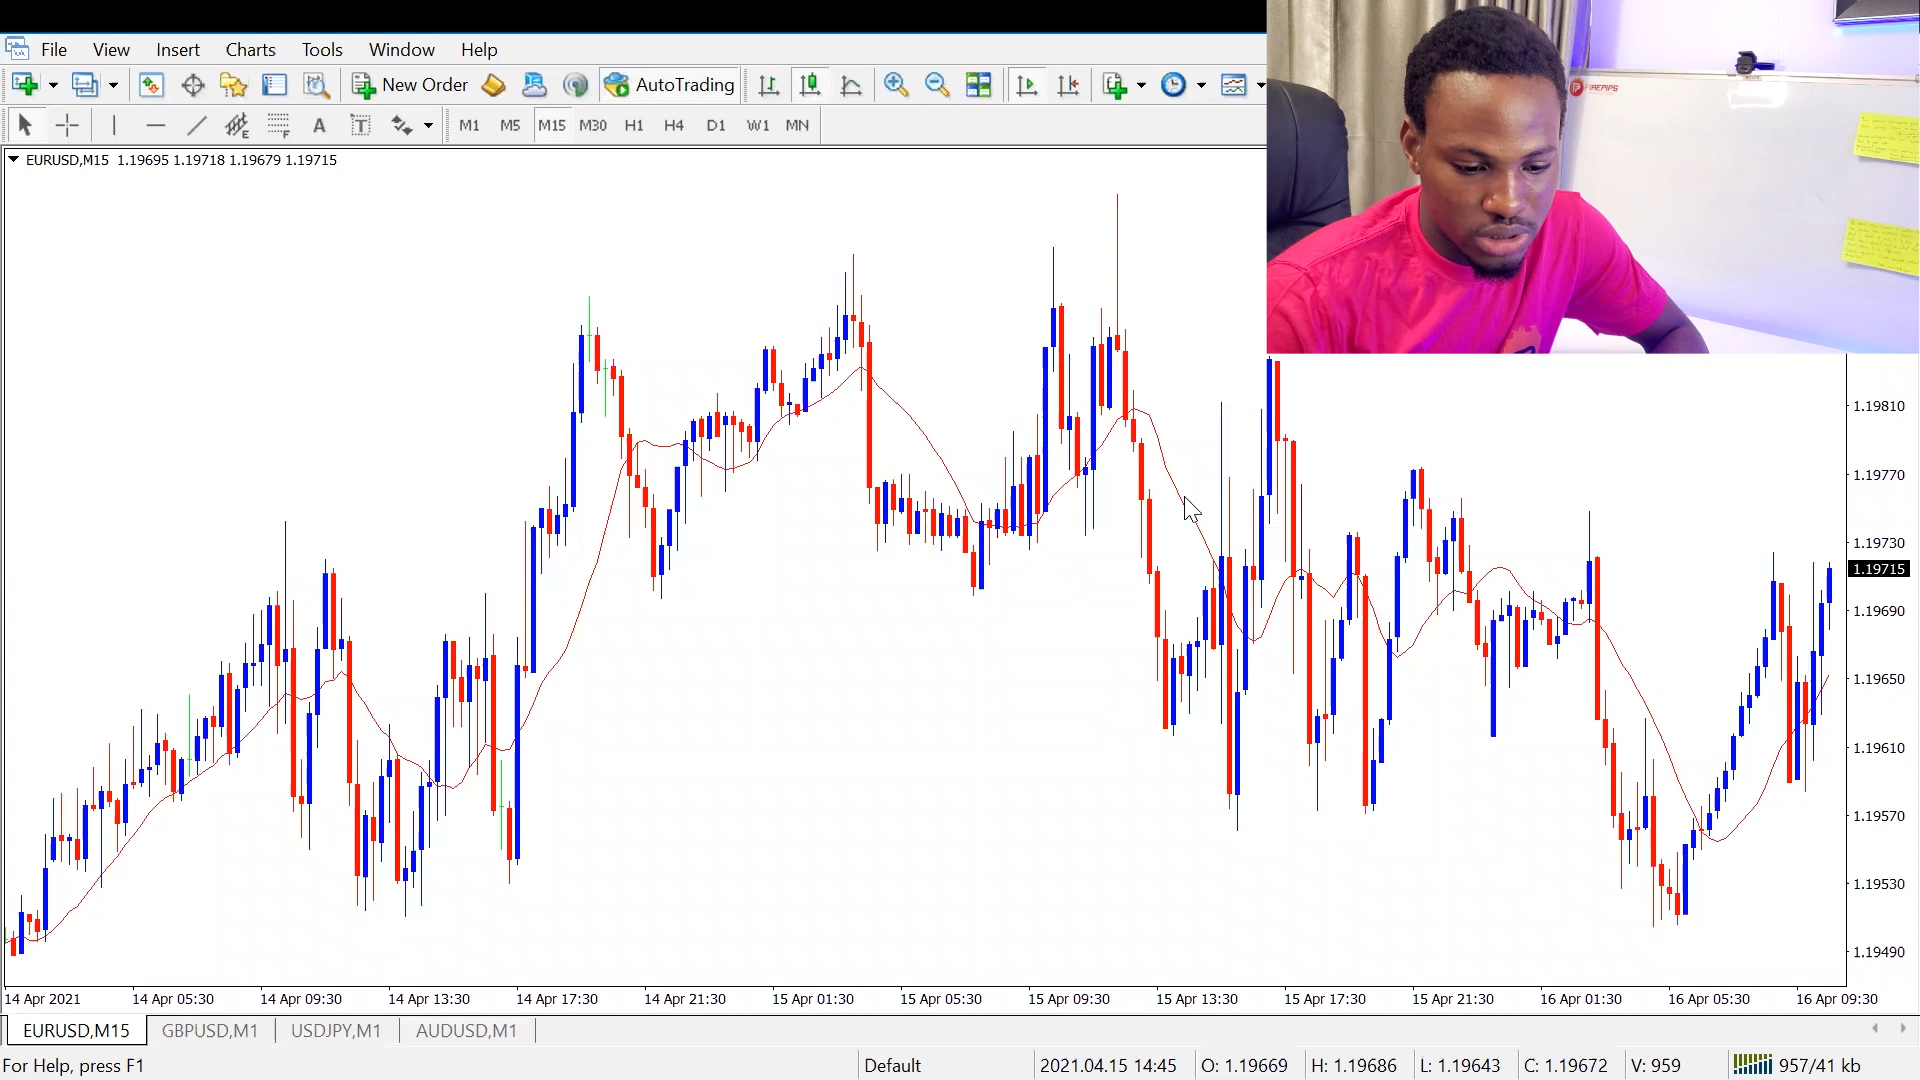 File View Insert Charts Tools Window Help
New Order AutoTrading
FIREPIPS
A T E F
M1 M5 M15 M30 H1 H4 D1 W1 MN
EURUSD,M15 1.19695 1.19718 1.19679 1.19715
1.19810
1.19770
1.19730
1.19715
1.19690
1.19650
1.19610
1.19570
1.19530
1.19490
14 Apr 2021 14 Apr 05:30 14 Apr 09:30 14 Apr 13:30 14 Apr 17:30 14 Apr 21:30 15 Apr 01:30 15 Apr 05:30 15 Apr 09:30 15 Apr 13:30 15 Apr 17:30 15 Apr 21:30 16 Apr 01:30 16 Apr 05:30 16 Apr 09:30
EURUSD,M15 GBPUSD,M1 USDJPY,M1 AUDUSD,M1
For Help, press F1 Default 2021.04.15 14:45 O: 1.19669 H: 1.19686 L: 1.19643 C: 1.19672 V: 959 957/41 kb